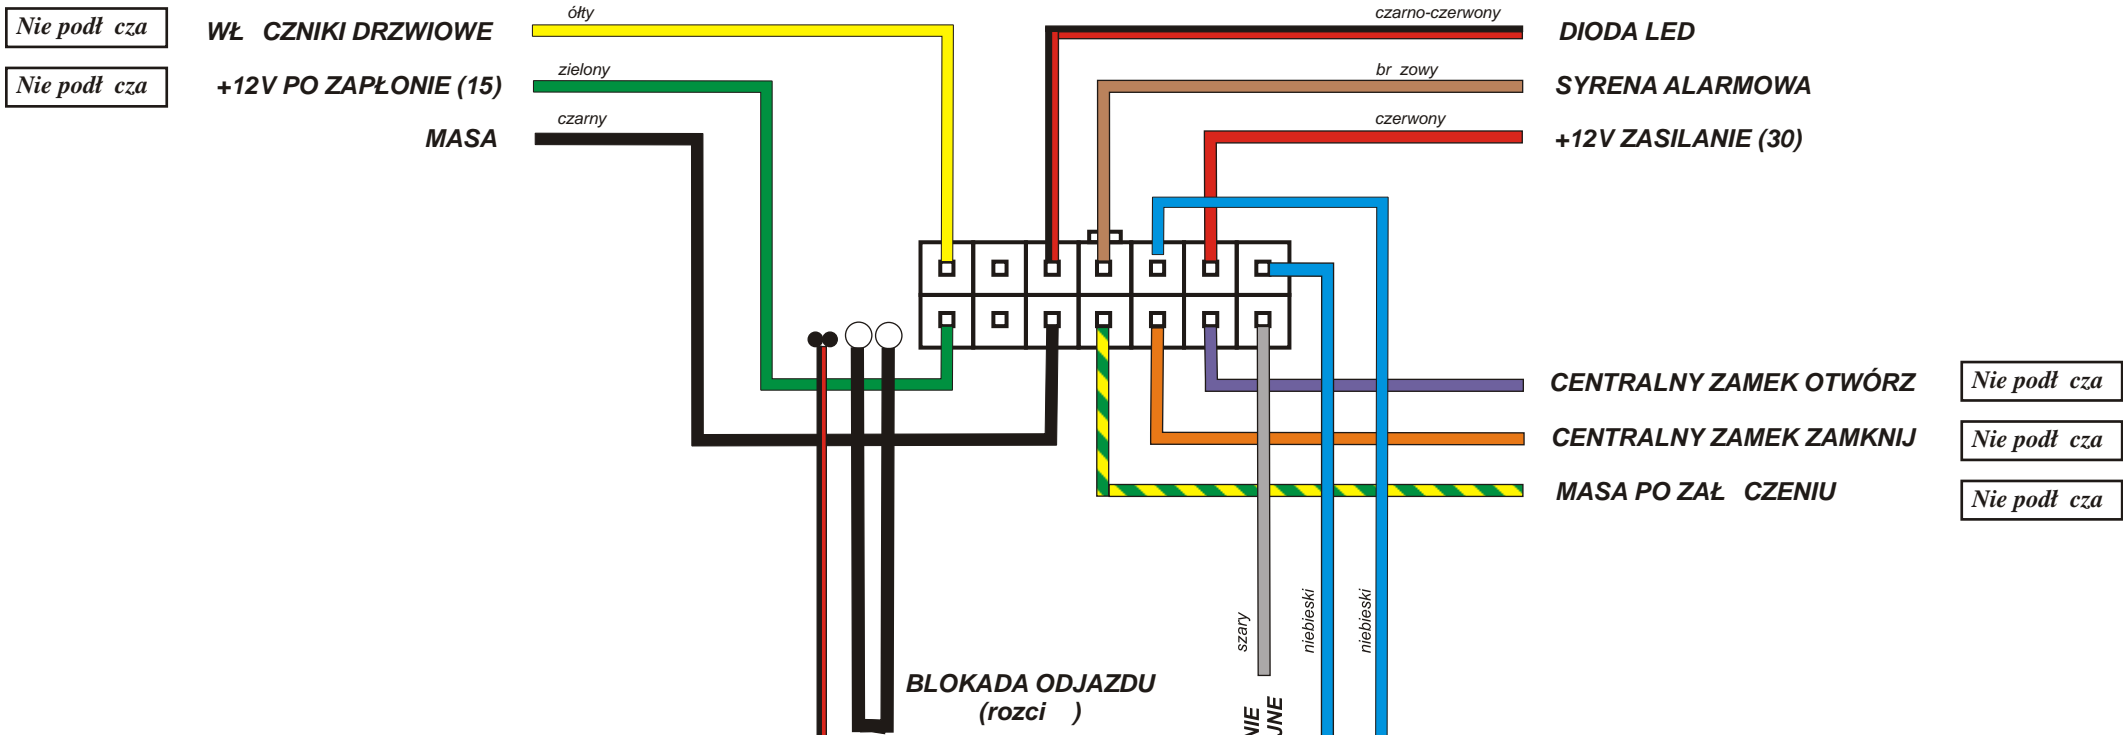 Nie podł cza
WŁ CZNIKI DRZWIOWE
ółty
czarno-czerwony
DIODA LED
Nie podł cza
+12V PO ZAPŁONIE (15)
zielony
br zowy
SYRENA ALARMOWA
MASA
czarny
czerwony
+12V ZASILANIE (30)
CENTRALNY ZAMEK OTWÓRZ
Nie podł cza
CENTRALNY ZAMEK ZAMKNIJ
Nie podł cza
MASA PO ZAŁ CZENIU
Nie podł cza
szary
niebieski
niebieski
BLOKADA ODJAZDU
(rozci )
NIE
JNE